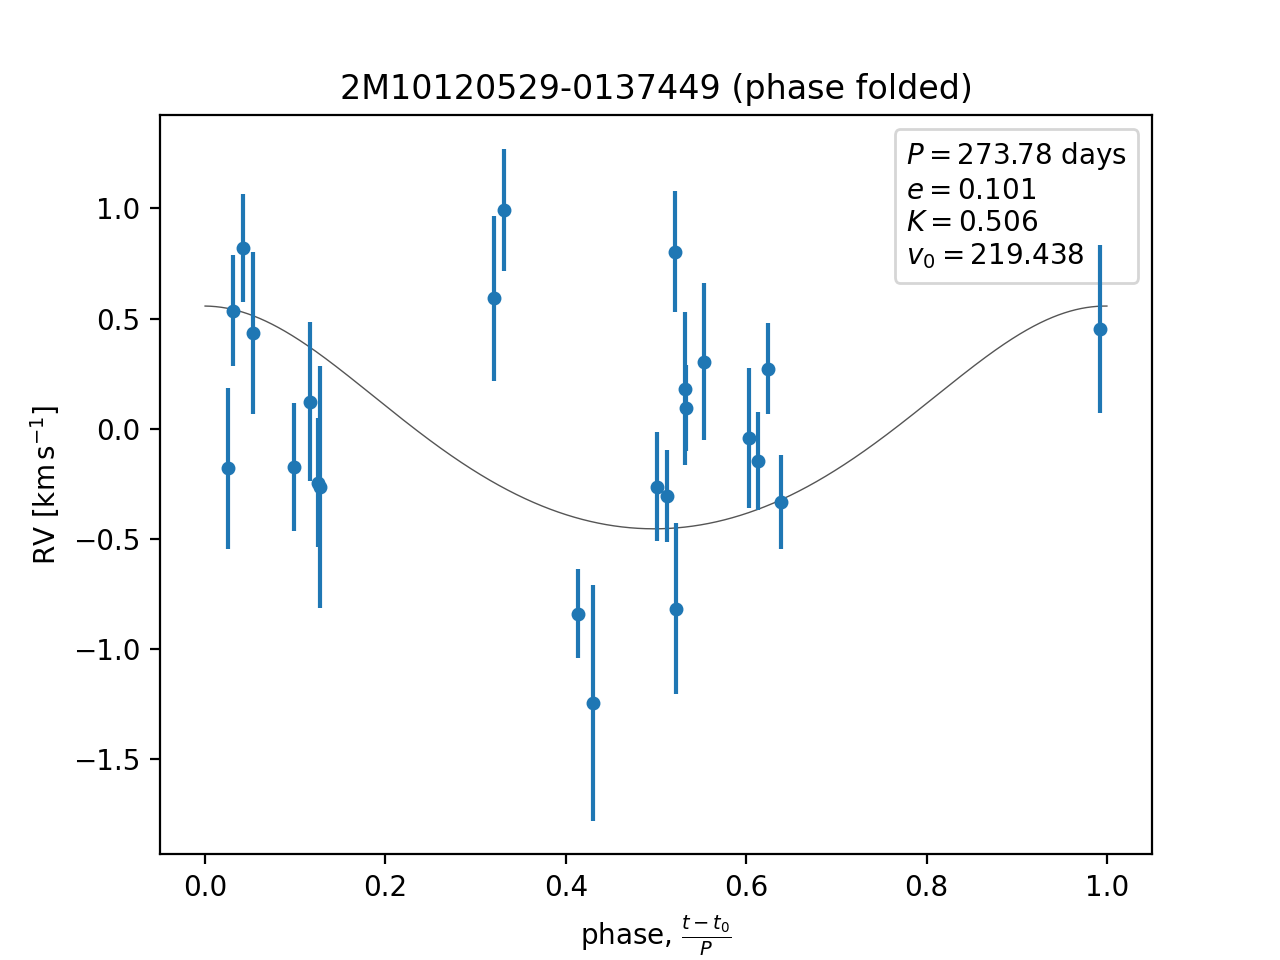 2M10120529-0137449 (phase folded)
P = 273.78 days
e = 0.101
K = 0.506
v₀ = 219.438
1.0
0.5
0.0
−0.5
−1.0
−1.5
RV [km s⁻¹]
0.0 0.2 0.4 0.6 0.8 1.0
phase, (t − t₀)/P